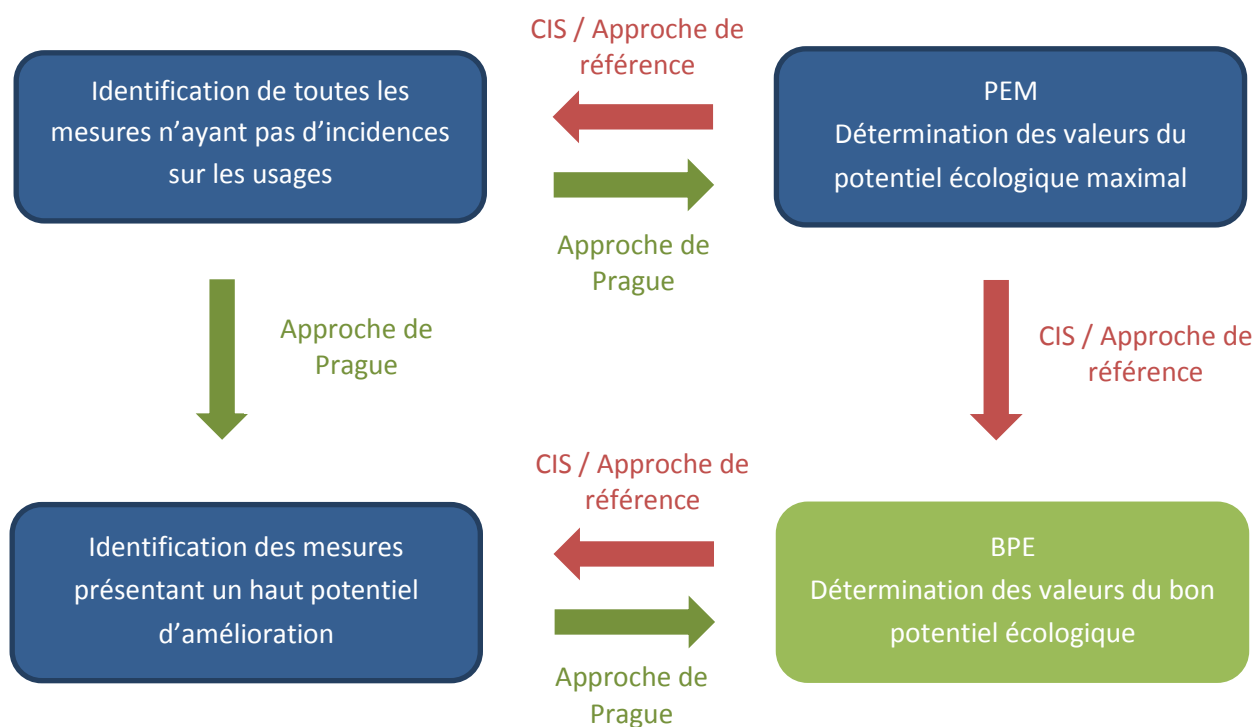 CIS / Approche de
référence
Identification de toutes les
mesures n’ayant pas d’incidences
sur les usages
PEM
Détermination des valeurs du
potentiel écologique maximal
Approche de
Prague
Approche de
Prague
CIS / Approche de
référence
CIS / Approche de
référence
Identification des mesures
présentant un haut potentiel
d’amélioration
BPE
Détermination des valeurs du bon
potentiel écologique
Approche de
Prague